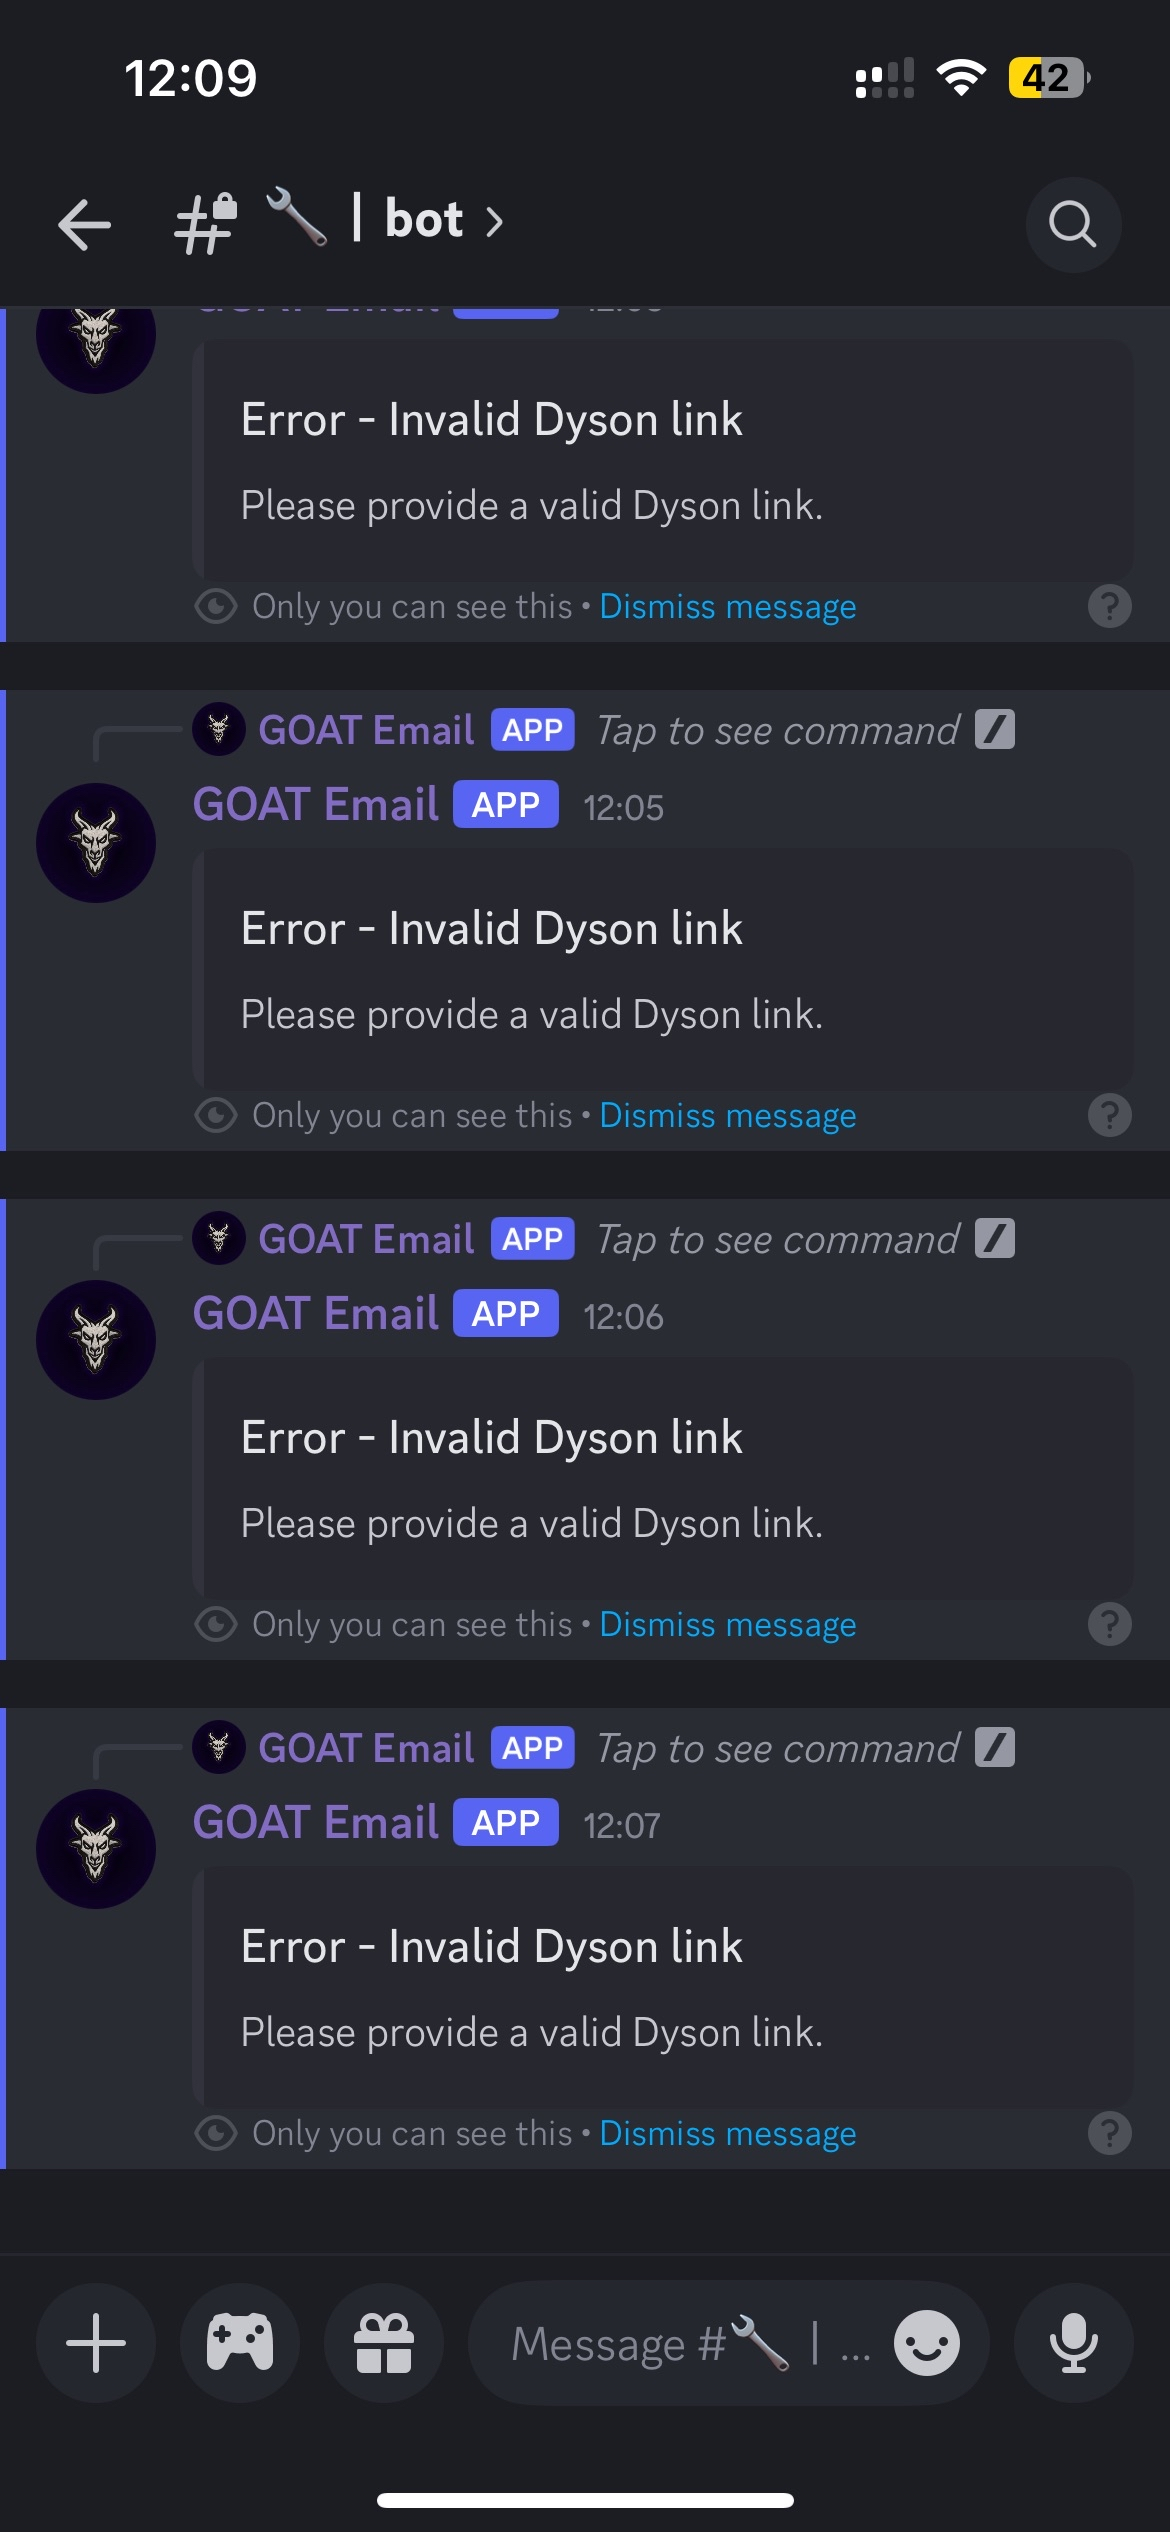 12:09
42
# 🔧 | bot >
Error - Invalid Dyson link
Please provide a valid Dyson link.
Only you can see this • Dismiss message
?
GOAT Email APP Tap to see command
GOAT Email APP 12:05
Error - Invalid Dyson link
Please provide a valid Dyson link.
Only you can see this • Dismiss message
?
GOAT Email APP Tap to see command
GOAT Email APP 12:06
Error - Invalid Dyson link
Please provide a valid Dyson link.
Only you can see this • Dismiss message
?
GOAT Email APP Tap to see command
GOAT Email APP 12:07
Error - Invalid Dyson link
Please provide a valid Dyson link.
Only you can see this • Dismiss message
?
Message #🔧 | ...